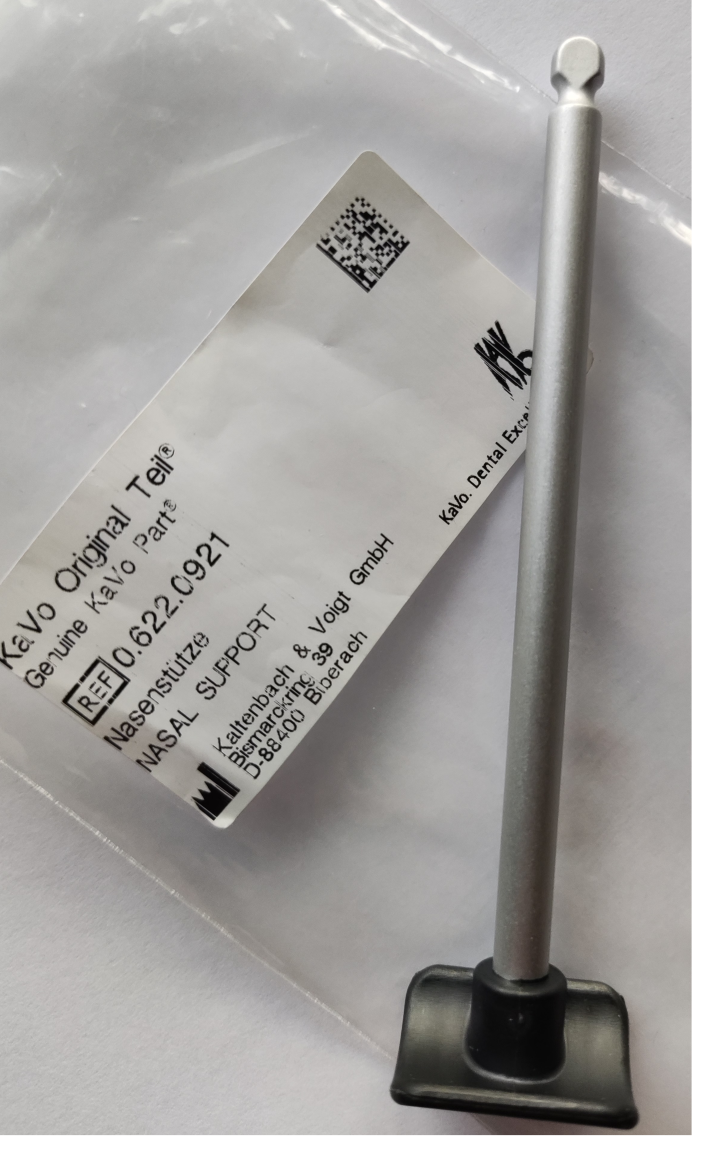 KaVo Original Teil®
Genuine KaVo Part®
REF 0.622.0921
Nasenstütze
NASAL SUPPORT
Kaltenbach & Voigt GmbH
Bismarckring 39
D-88400 Biberach
KaVo. Dental